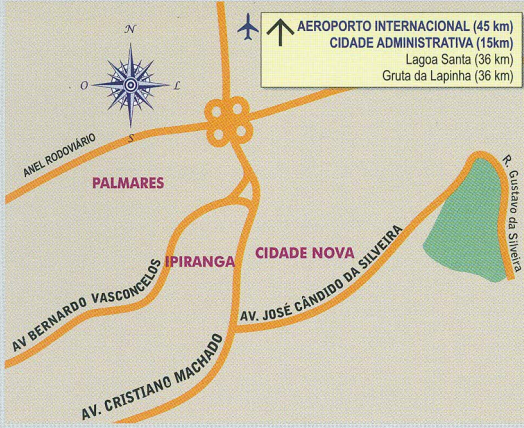 AEROPORTO INTERNACIONAL (45 km)
CIDADE ADMINISTRATIVA (15km)
Lagoa Santa (36 km)
Gruta da Lapinha (36 km)
N
O
L
S
ANEL RODOVIÁRIO
PALMARES
R. Gustavo da Silveira
IPIRANGA
CIDADE NOVA
AV BERNARDO VASCONCELOS
AV. JOSÉ CÂNDIDO DA SILVEIRA
AV. CRISTIANO MACHADO